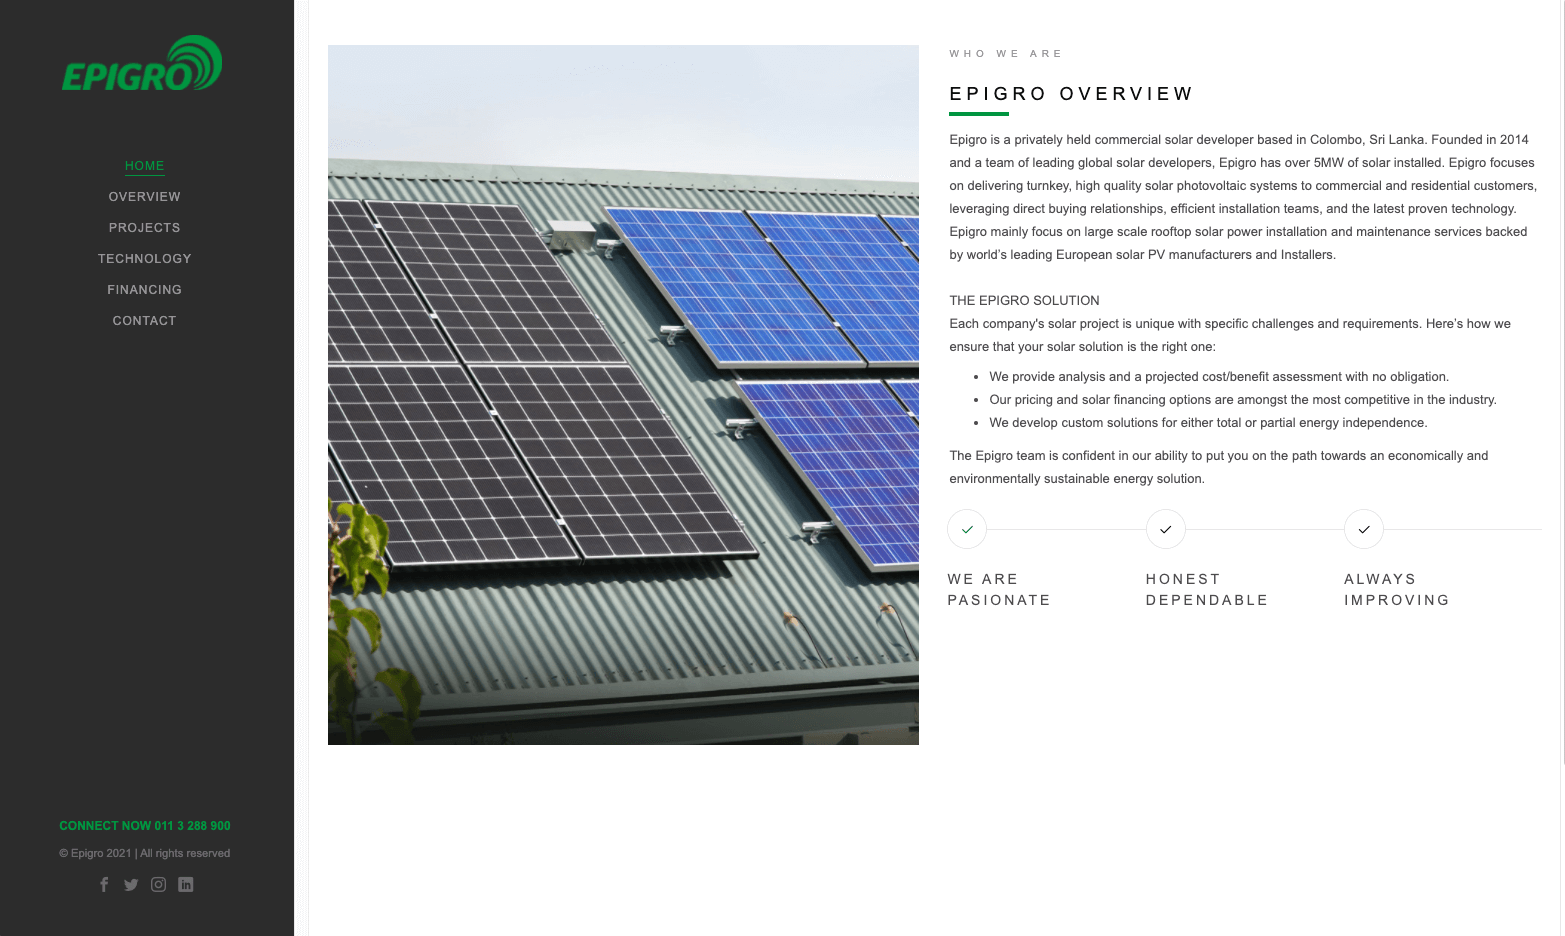 EPIGRO
HOME
OVERVIEW
PROJECTS
TECHNOLOGY
FINANCING
CONTACT
CONNECT NOW 011 3 288 900
© Epigro 2021 | All rights reserved
WHO WE ARE
EPIGRO OVERVIEW
Epigro is a privately held commercial solar developer based in Colombo, Sri Lanka. Founded in 2014
and a team of leading global solar developers, Epigro has over 5MW of solar installed. Epigro focuses
on delivering turnkey, high quality solar photovoltaic systems to commercial and residential customers,
leveraging direct buying relationships, efficient installation teams, and the latest proven technology.
Epigro mainly focus on large scale rooftop solar power installation and maintenance services backed
by world’s leading European solar PV manufacturers and Installers.
THE EPIGRO SOLUTION
Each company's solar project is unique with specific challenges and requirements. Here’s how we
ensure that your solar solution is the right one:
• We provide analysis and a projected cost/benefit assessment with no obligation.
• Our pricing and solar financing options are amongst the most competitive in the industry.
• We develop custom solutions for either total or partial energy independence.
The Epigro team is confident in our ability to put you on the path towards an economically and
environmentally sustainable energy solution.
WE ARE
PASIONATE
HONEST
DEPENDABLE
ALWAYS
IMPROVING